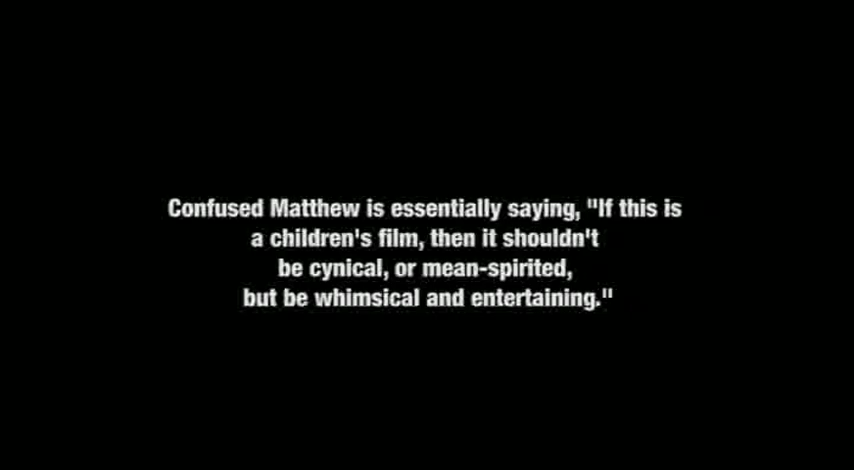 Confused Matthew is essentially saying, "If this is
a children's film, then it shouldn't
be cynical, or mean-spirited,
but be whimsical and entertaining."